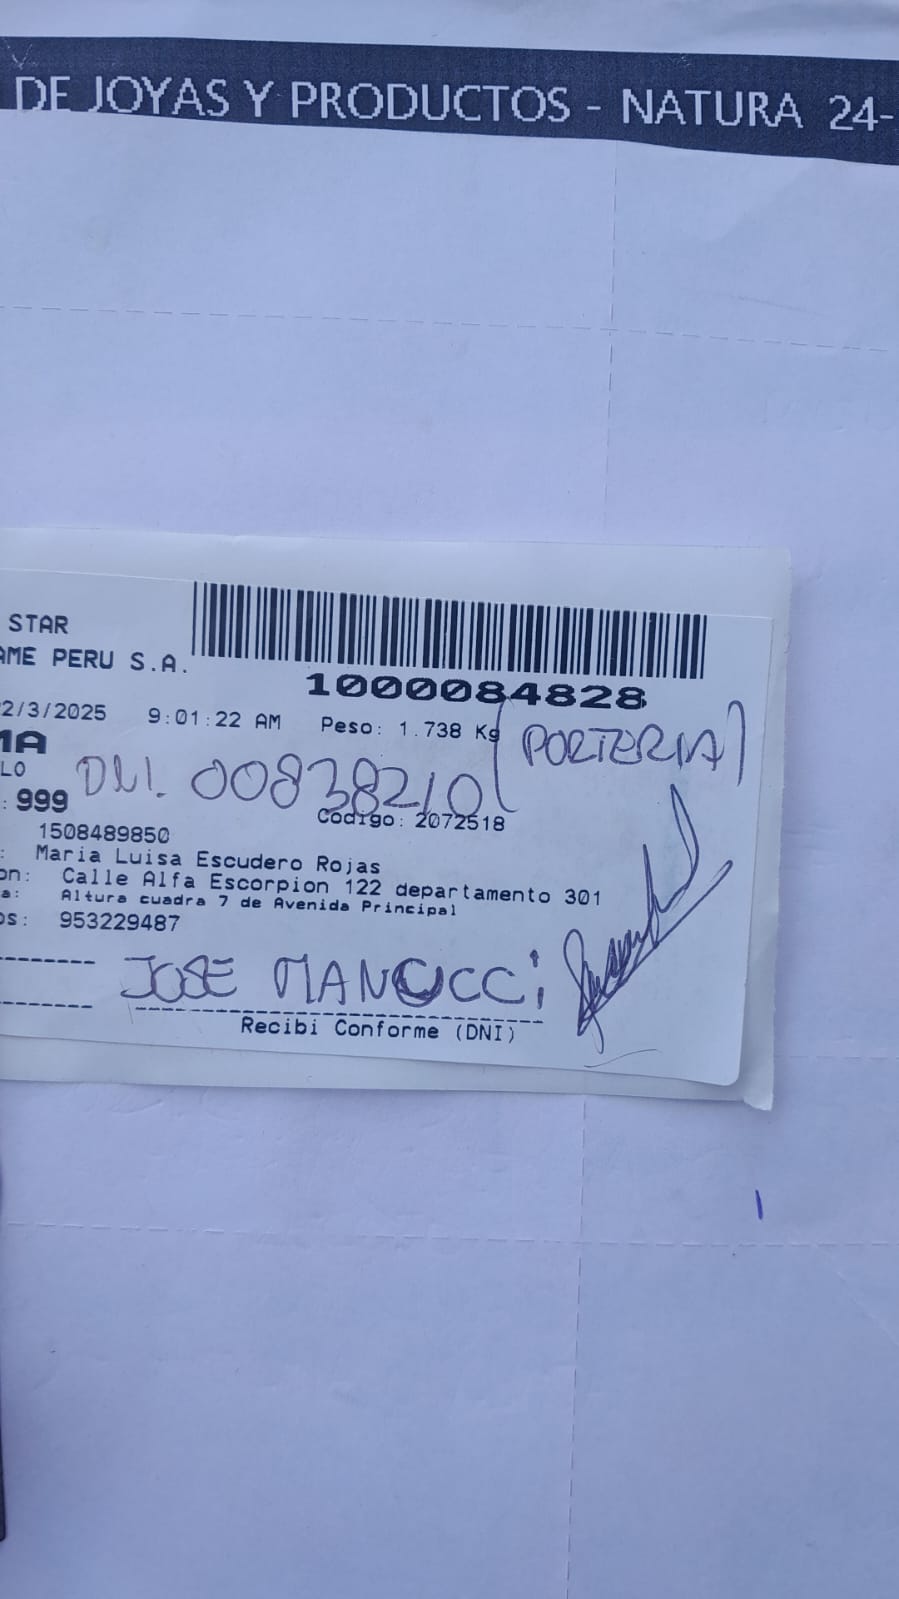 DE JOYAS Y PRODUCTOS - NATURA 24-
STAR
AME PERU S.A.
1000084828
2/3/2025 9:01:22 AM Peso: 1.738 Kg
(PORTERIA)
MA
LO
DNI. 00838210
: 999
Codigo: 2072518
1508489850
: Maria Luisa Escudero Rojas
on: Calle Alfa Escorpion 122 departamento 301
a: Altura cuadra 7 de Avenida Principal
os: 953229487
JOSE MANUCCi
Recibi Conforme (DNI)